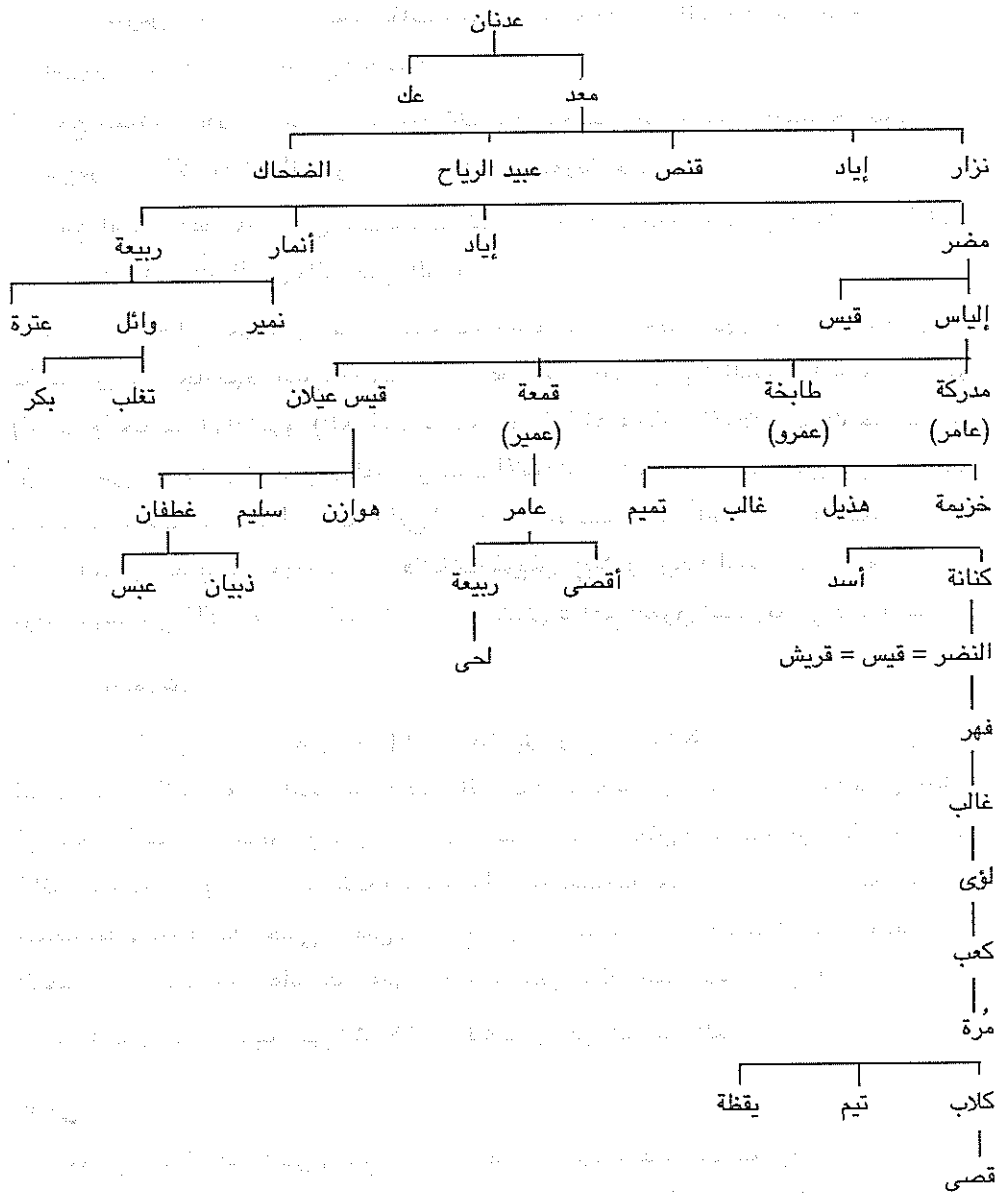 عدنان
معد عك
نزار إياد قنص عبيد الرياح الضحاك
مضر إياد أنمار ربيعة
إلياس قيس نمير وائل عترة
مدركة طابخة قمعة قيس عيلان تغلب بكر
(عامر) (عمرو) (عمير)
خزيمة هذيل غالب تميم عامر هوازن سليم غطفان
كنانة أسد أقصى ربيعة ذبيان عبس
النضر = قيس = قريش لحى
فهر
غالب
لؤى
كعب
مُرة
كلاب تيم يقظة
قصى